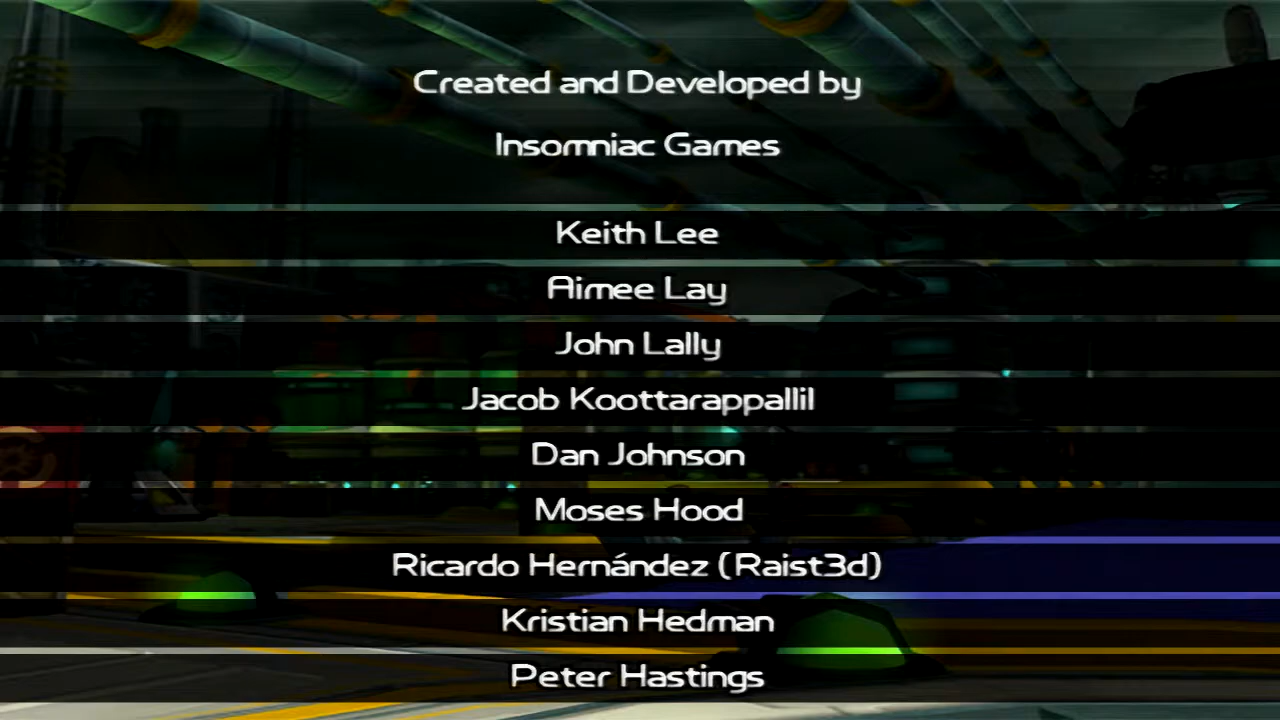 Created and Developed by
Insomniac Games
Keith Lee
Aimee Lay
John Lally
Jacob Koottarappallil
Dan Johnson
Moses Hood
Ricardo Hernández (Raist3d)
Kristian Hedman
Peter Hastings